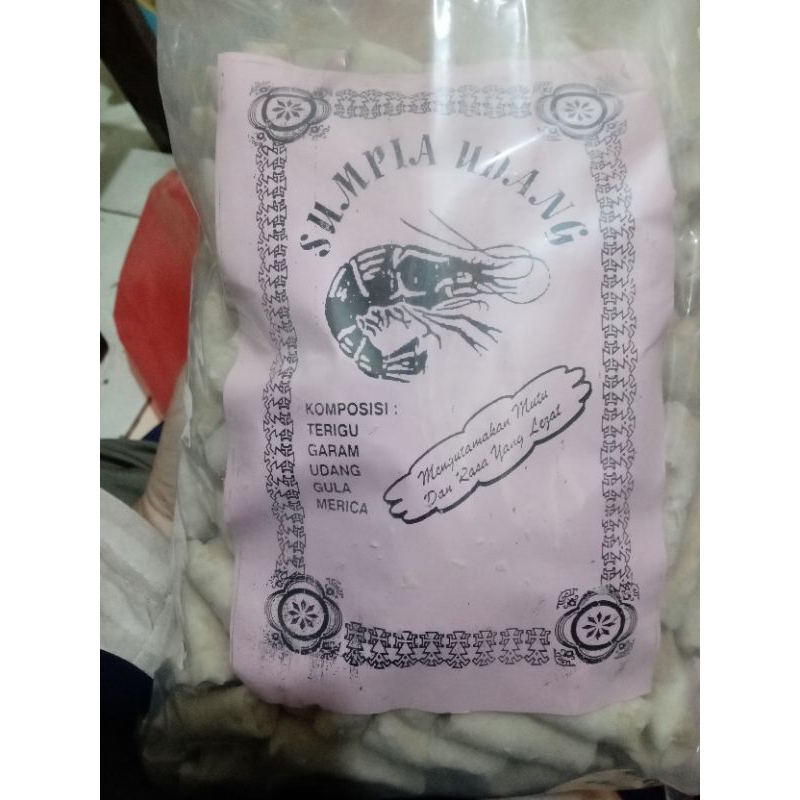 SUMPIA UDANG
KOMPOSISI :
TERIGU
GARAM
UDANG
GULA
MERICA
Mengutamakan Mutu
Dan Rasa Yang Lezat